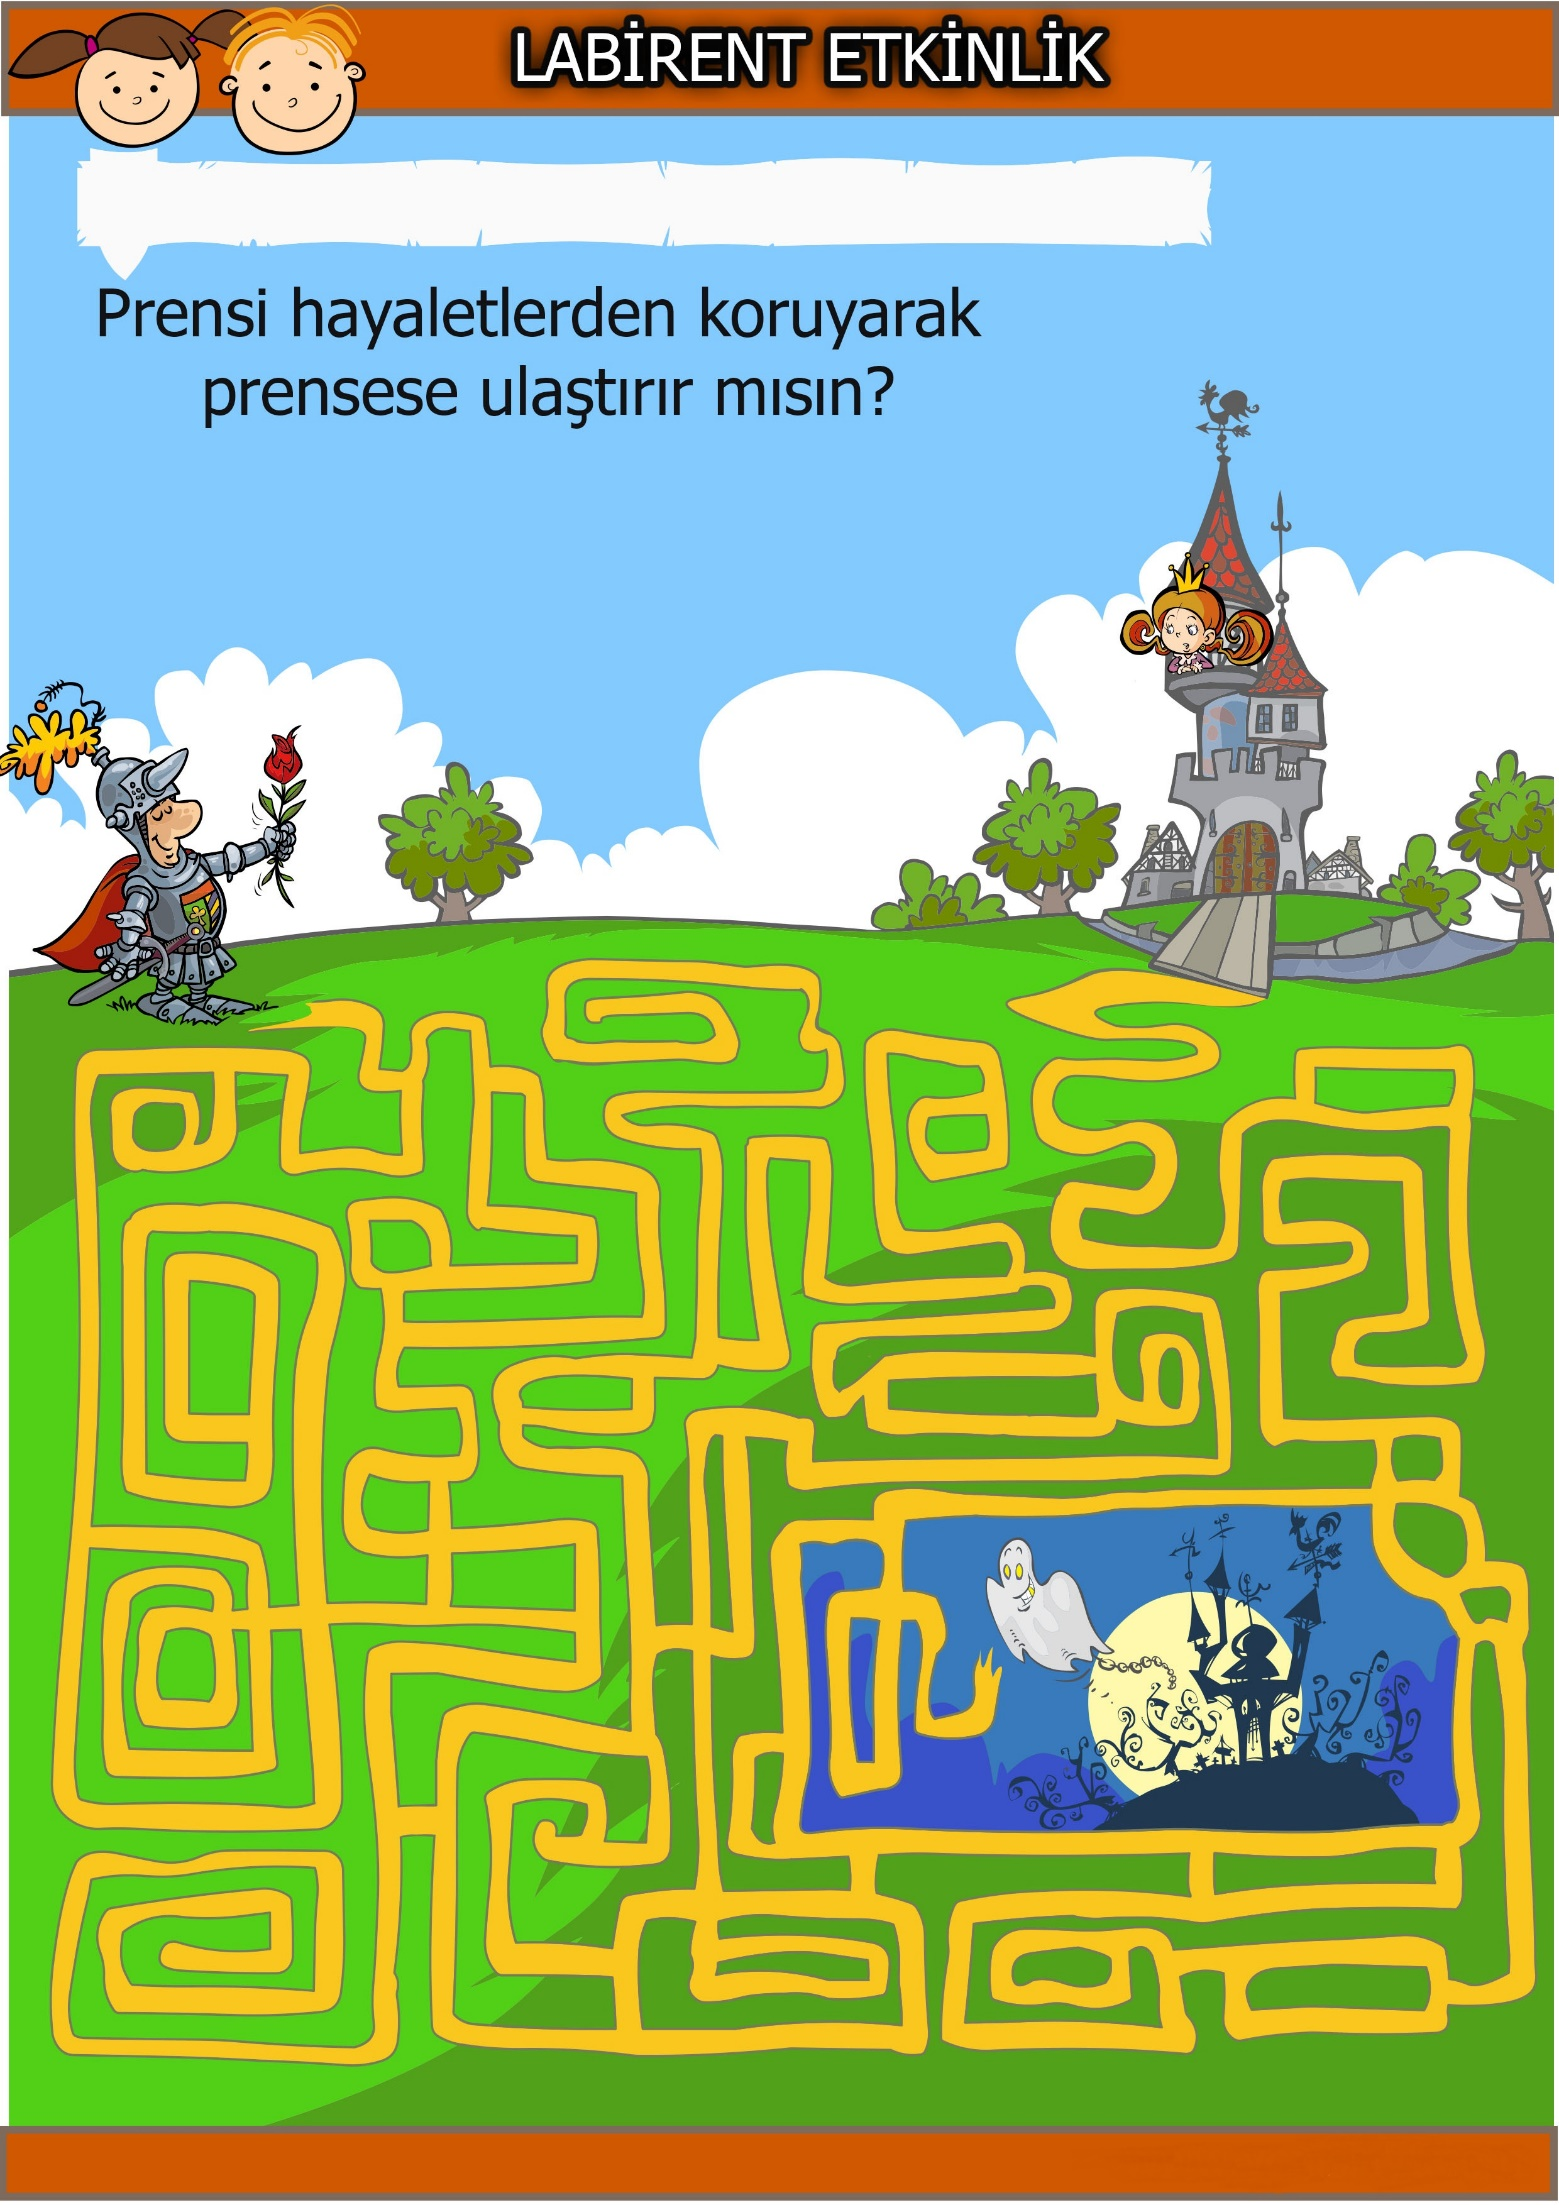 LABİRENT ETKİNLİK
Prensi hayaletlerden koruyarak
prensese ulaştırır mısın?